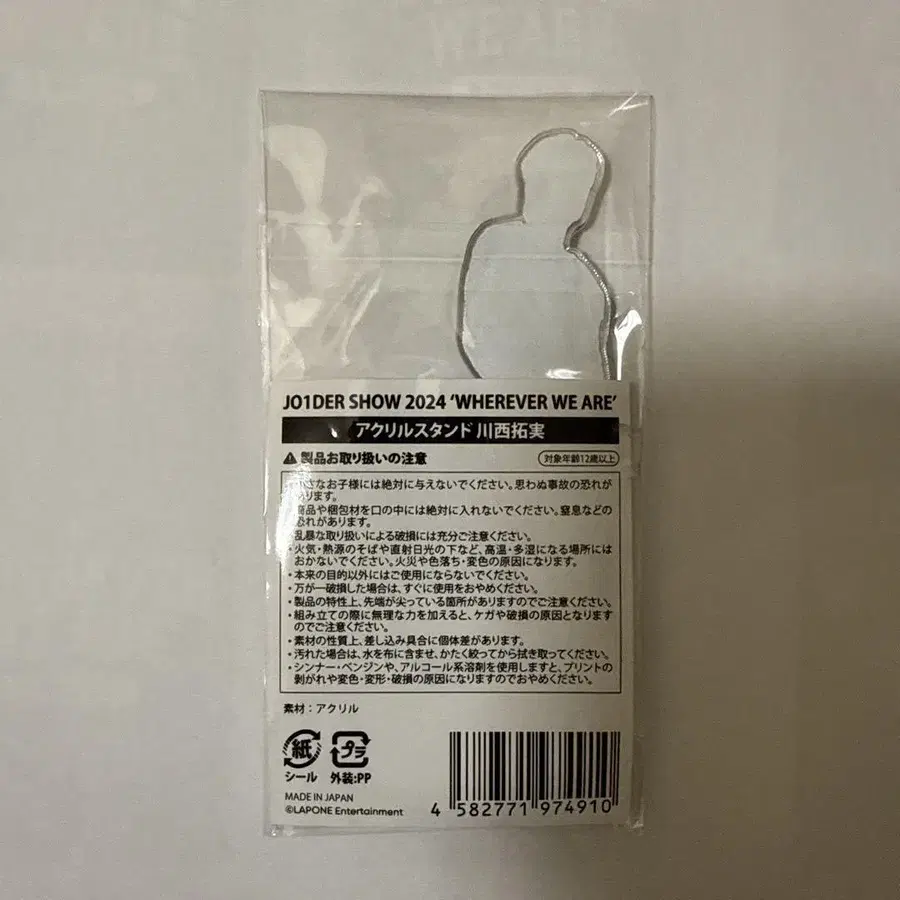 JO1DER SHOW 2024 ‘WHEREVER WE ARE’
アクリルスタンド 川西拓実
製品お取り扱いの注意
対象年齢12歳以上
さなお子様には絶対に与えないでください。思わぬ事故の恐れが
あります。
商品や梱包材を口の中には絶対に入れないでください。窒息などの
恐れがあります。
乱暴な取り扱いによる破損には充分ご注意ください。
・火気・熱源のそばや直射日光の下など、高温・多湿になる場所には
おかないでください。火災や色落ち・変色の原因になります。
・本来の目的以外にはご使用にならないでください。
・万が一破損した場合は、すぐに使用をおやめください。
・製品の特性上、先端が尖っている箇所がありますのでご注意ください。
・組み立ての際に無理な力を加えると、ケガや破損の原因となります
のでご注意ください。
・素材の性質上、差し込み具合に個体差があります。
・汚れた場合は、水を布に含ませ、かたく絞ってから拭き取ってください。
・シンナー・ベンジンや、アルコール系溶剤を使用しますと、プリントの
剥がれや変色・変形・破損の原因になりますのでおやめください。
素材：アクリル
紙 プラ
シール 外装:PP
MADE IN JAPAN
©LAPONE Entertainment
4 582771 974910